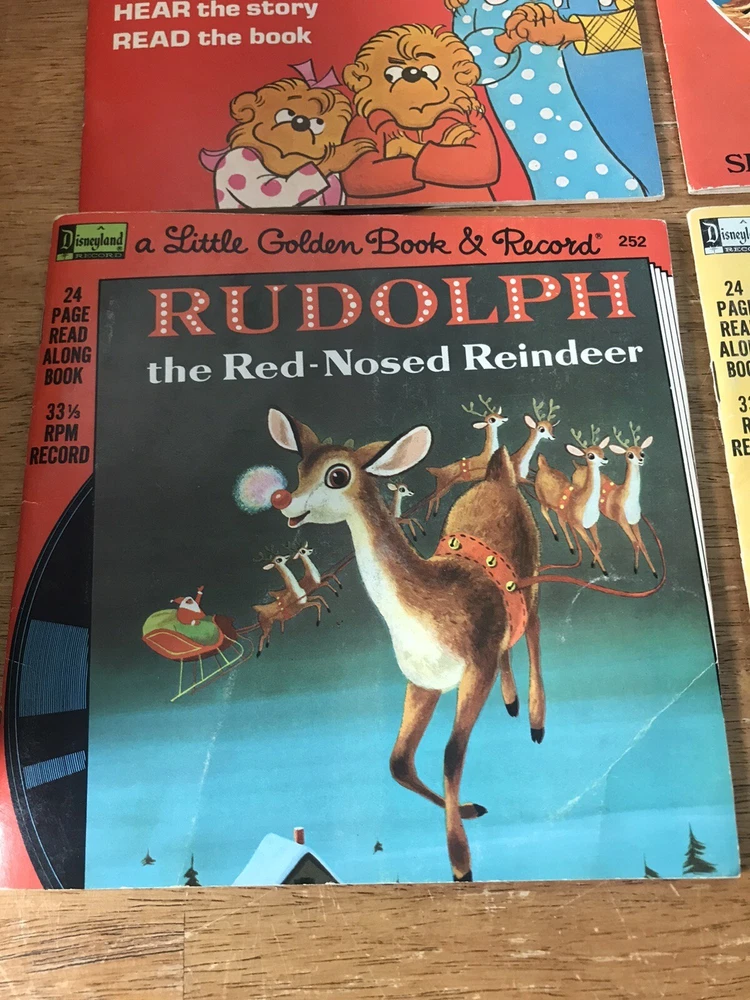 HEAR the story
READ the book
Disneyland
RECORD
a Little Golden Book & Record®
252
24
PAGE
READ
ALONG
BOOK
33⅓
RPM
RECORD
RUDOLPH
the Red-Nosed Reindeer
24